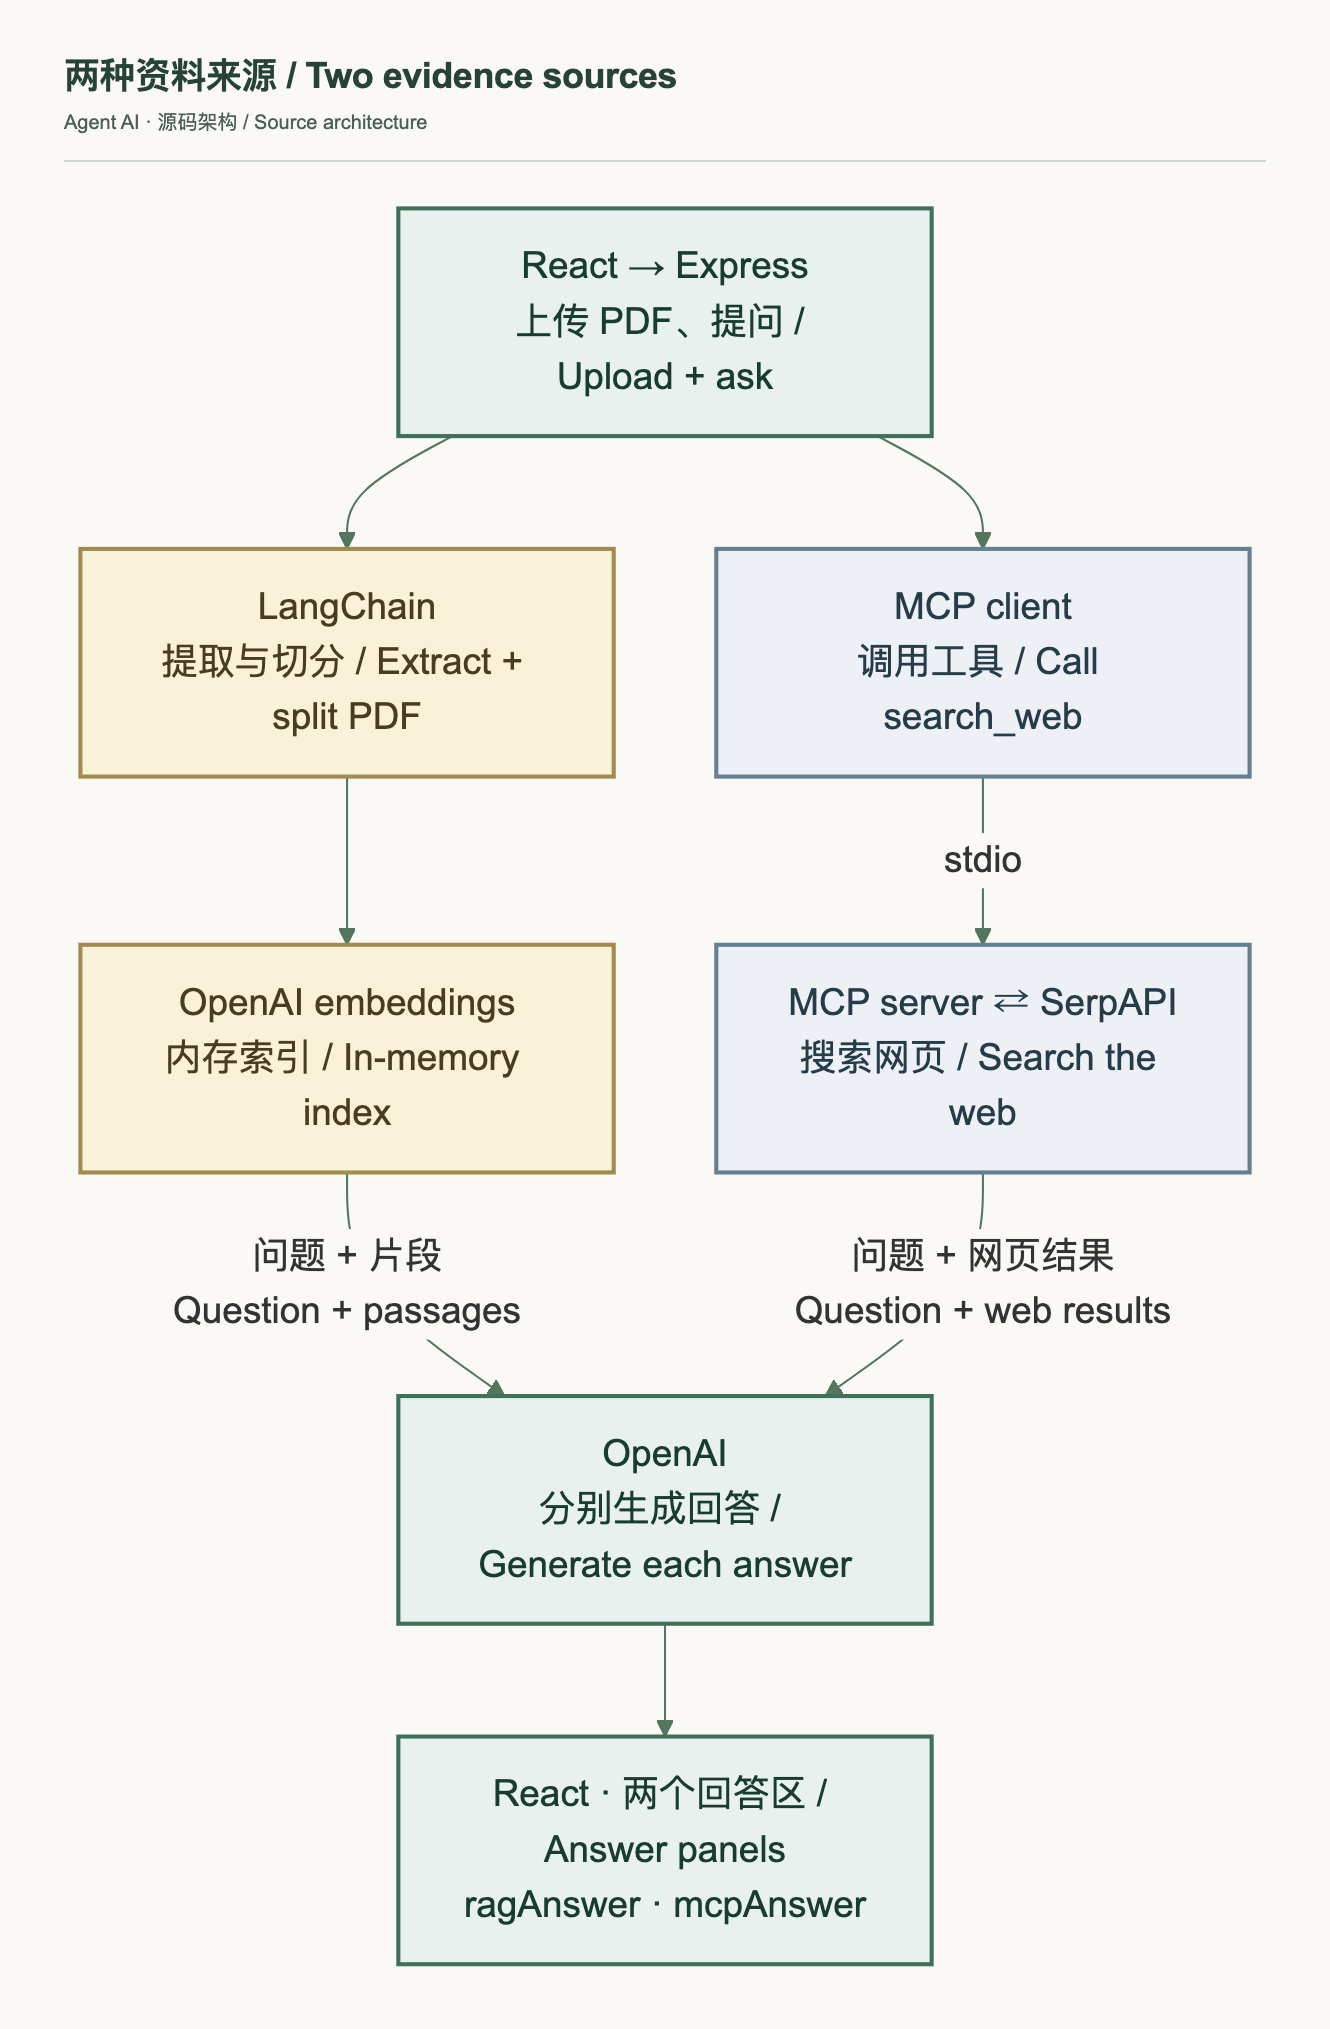 两种资料来源 / Two evidence sources
Agent AI · 源码架构 / Source architecture
React → Express
上传 PDF、提问 /
Upload + ask
LangChain
提取与切分 / Extract +
split PDF
MCP client
调用工具 / Call
search_web
stdio
OpenAI embeddings
内存索引 / In-memory
index
MCP server ⇄ SerpAPI
搜索网页 / Search the
web
问题 + 片段
Question + passages
问题 + 网页结果
Question + web results
OpenAI
分别生成回答 /
Generate each answer
React · 两个回答区 /
Answer panels
ragAnswer · mcpAnswer